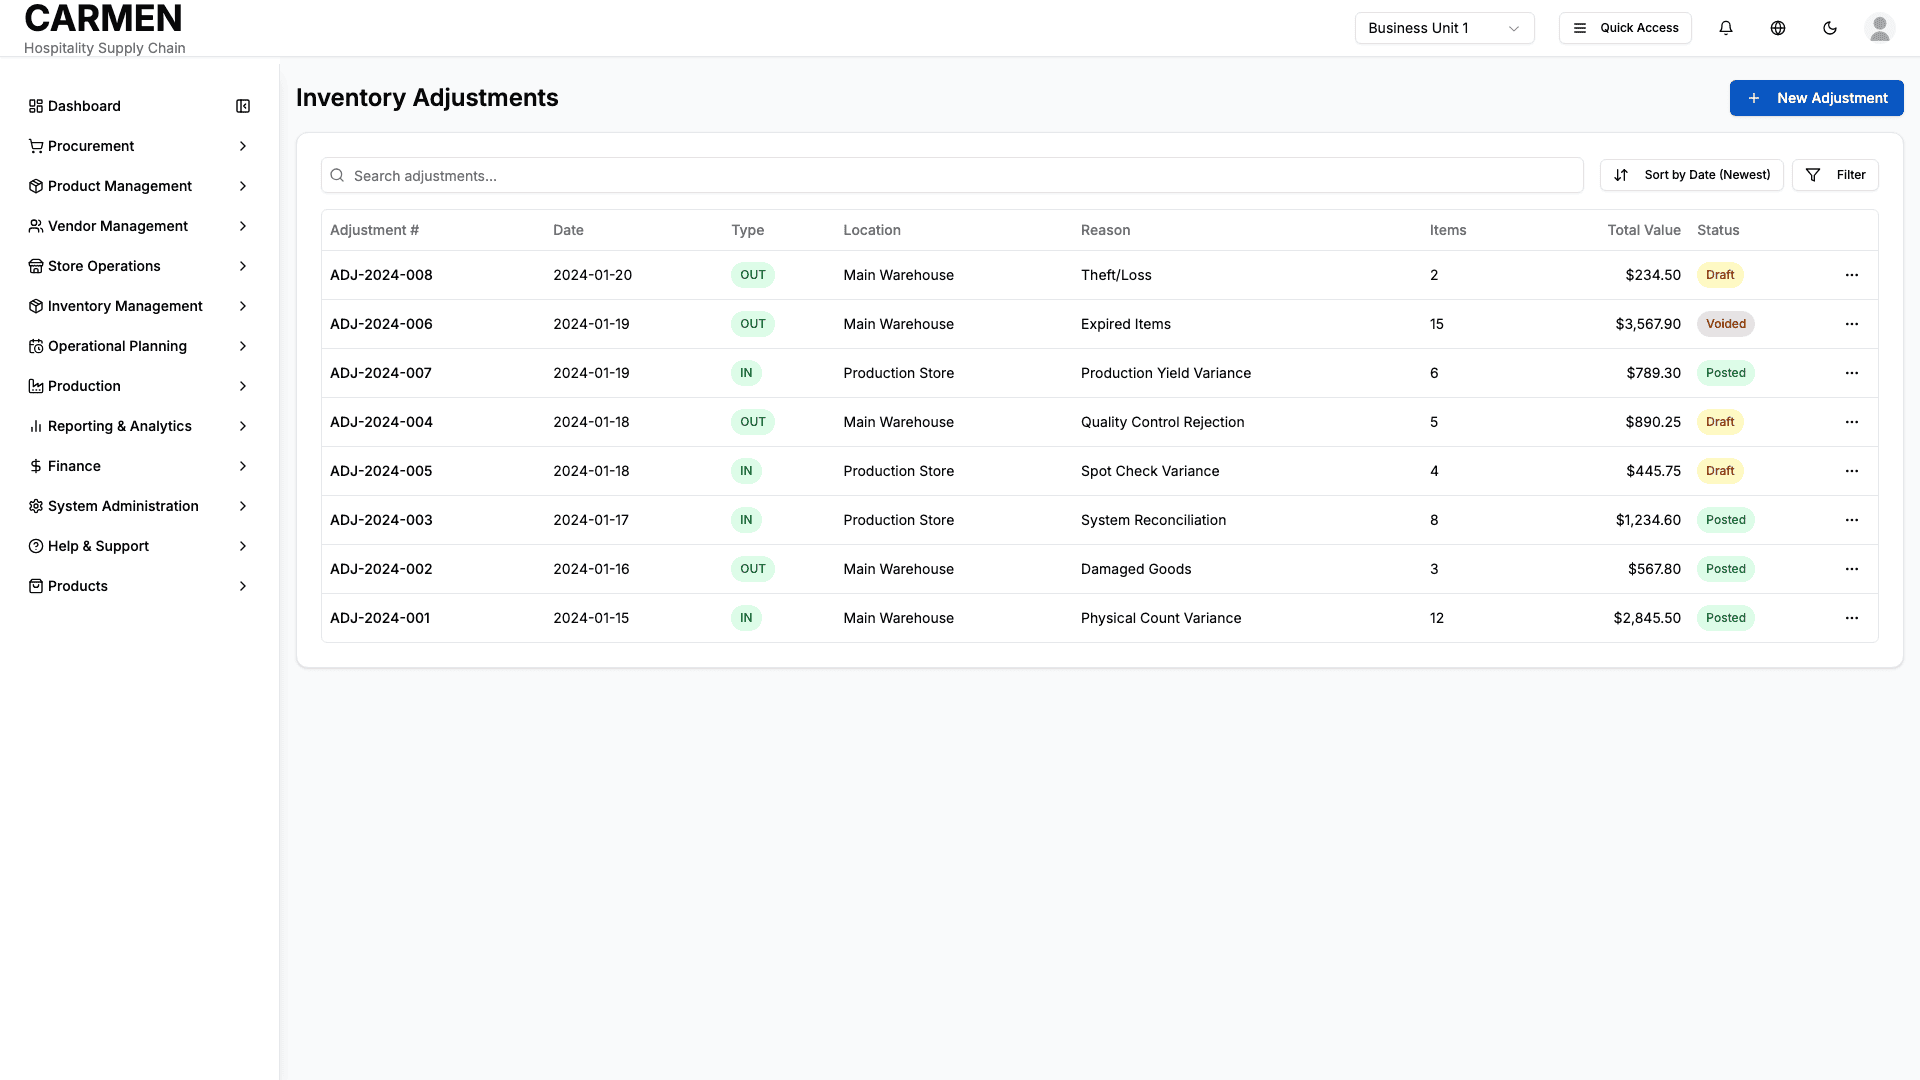 CARMEN
Hospitality Supply Chain
Business Unit 1
Quick Access
Dashboard
Procurement
Product Management
Vendor Management
Store Operations
Inventory Management
Operational Planning
Production
Reporting & Analytics
Finance
System Administration
Help & Support
Products
Inventory Adjustments
New Adjustment
Search adjustments...
Sort by Date (Newest)
Filter
Adjustment # Date Type Location Reason Items Total Value Status
ADJ-2024-008 2024-01-20 OUT Main Warehouse Theft/Loss 2 $234.50 Draft
ADJ-2024-006 2024-01-19 OUT Main Warehouse Expired Items 15 $3,567.90 Voided
ADJ-2024-007 2024-01-19 IN Production Store Production Yield Variance 6 $789.30 Posted
ADJ-2024-004 2024-01-18 OUT Main Warehouse Quality Control Rejection 5 $890.25 Draft
ADJ-2024-005 2024-01-18 IN Production Store Spot Check Variance 4 $445.75 Draft
ADJ-2024-003 2024-01-17 IN Production Store System Reconciliation 8 $1,234.60 Posted
ADJ-2024-002 2024-01-16 OUT Main Warehouse Damaged Goods 3 $567.80 Posted
ADJ-2024-001 2024-01-15 IN Main Warehouse Physical Count Variance 12 $2,845.50 Posted